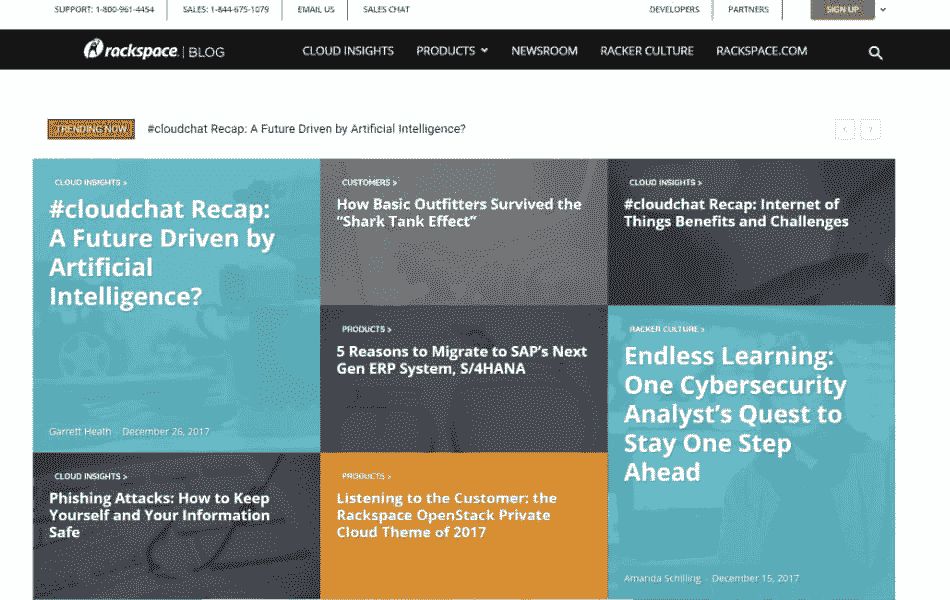 SUPPORT: 1-800-961-4454
SALES: 1-844-675-1079
EMAIL US
SALES CHAT
DEVELOPERS
PARTNERS
SIGN UP
rackspace. | BLOG
CLOUD INSIGHTS
PRODUCTS
NEWSROOM
RACKER CULTURE
RACKSPACE.COM
TRENDING NOW
#cloudchat Recap: A Future Driven by Artificial Intelligence?
CLOUD INSIGHTS >
#cloudchat Recap:
A Future Driven by
Artificial
Intelligence?
Garrett Heath - December 26, 2017
CUSTOMERS >
How Basic Outfitters Survived the
“Shark Tank Effect”
CLOUD INSIGHTS >
#cloudchat Recap: Internet of
Things Benefits and Challenges
PRODUCTS >
5 Reasons to Migrate to SAP’s Next
Gen ERP System, S/4HANA
RACKER CULTURE >
Endless Learning:
One Cybersecurity
Analyst’s Quest to
Stay One Step
Ahead
Amanda Schilling - December 15, 2017
CLOUD INSIGHTS >
Phishing Attacks: How to Keep
Yourself and Your Information
Safe
PRODUCTS >
Listening to the Customer: the
Rackspace OpenStack Private
Cloud Theme of 2017